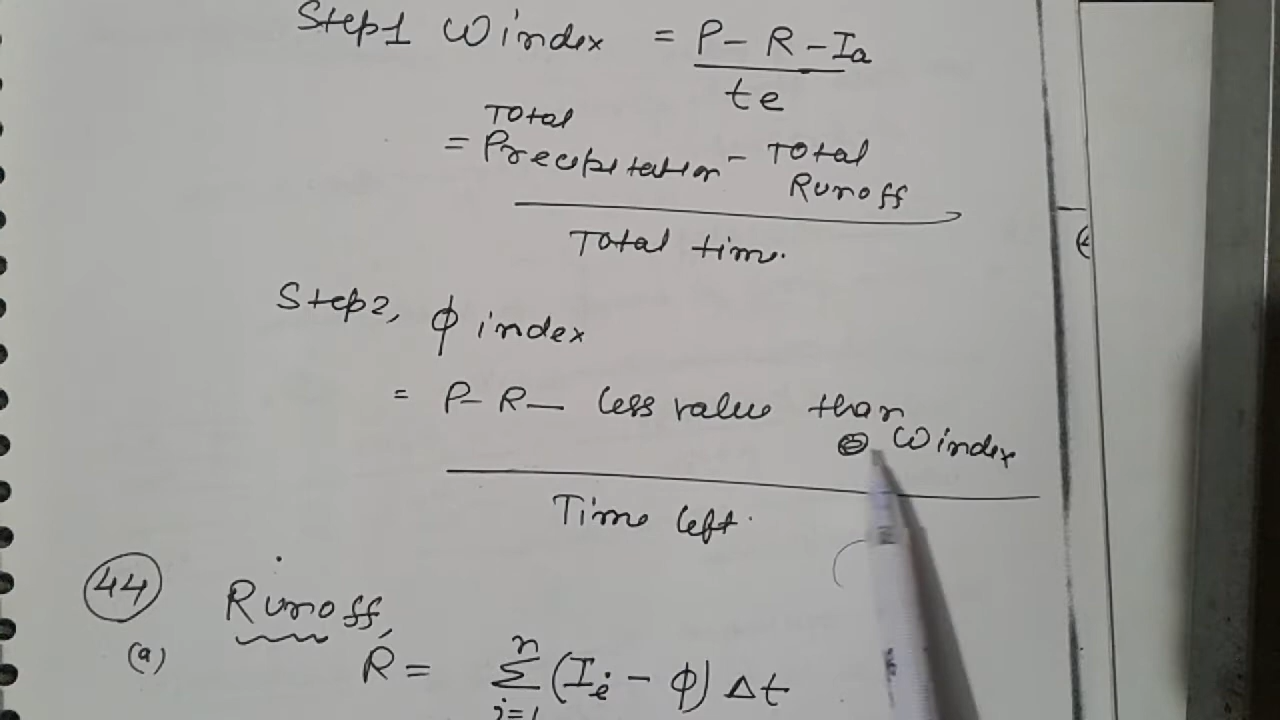 Step1 W index = P - R - Ia
te
= Total Precipitation - Total Runoff
Total time.
Step2, ϕ index
= P - R - less value than
W index
Time left.
44 Runoff,
(a) R = n Σ i=1 (Ii - ϕ) Δt